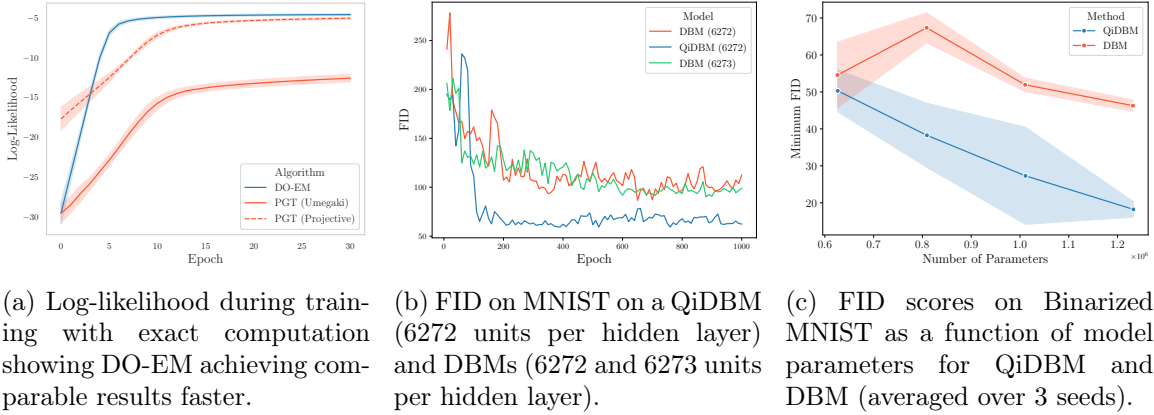 −5
−10
−15
−20
−25
−30
Log-Likelihood
0
5
10
15
20
25
30
Epoch
Algorithm
DO-EM
PGT (Umegaki)
PGT (Projective)
250
200
150
100
50
FID
0
200
400
600
800
1000
Epoch
Model
DBM (6272)
QiDBM (6272)
DBM (6273)
70
60
50
40
30
20
Minimum FID
0.6
0.7
0.8
0.9
1.0
1.1
1.2
×10⁶
Number of Parameters
Method
QiDBM
DBM
(a) Log-likelihood during train-
ing with exact computation
showing DO-EM achieving com-
parable results faster.
(b) FID on MNIST on a QiDBM
(6272 units per hidden layer)
and DBMs (6272 and 6273 units
per hidden layer).
(c) FID scores on Binarized
MNIST as a function of model
parameters for QiDBM and
DBM (averaged over 3 seeds).